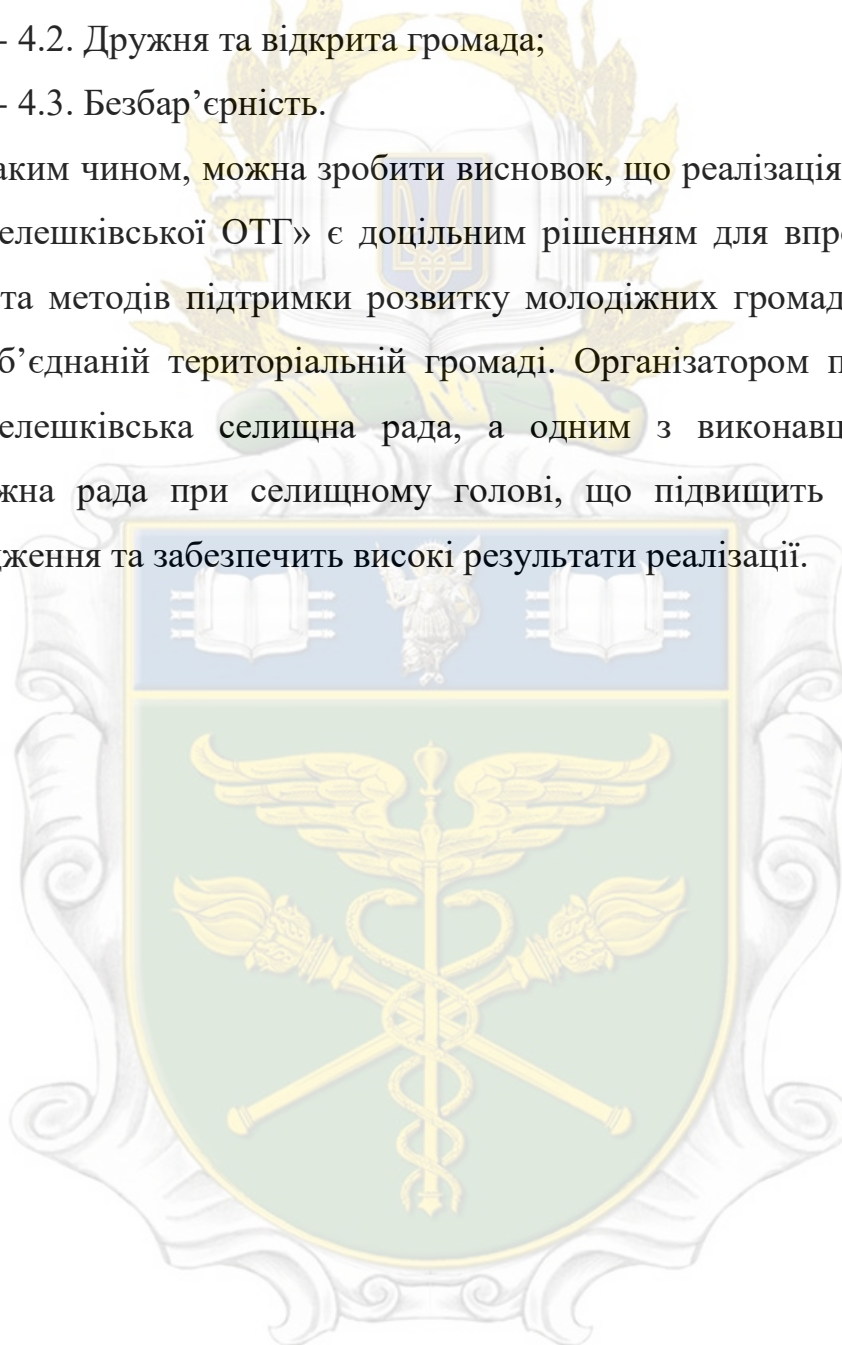 - 4.2. Дружня та відкрита громада;
- 4.3. Безбар’єрність.
аким чином, можна зробити висновок, що реалізація
елешківської ОТГ» є доцільним рішенням для впр
та методів підтримки розвитку молодіжних громад
б’єднаній територіальній громаді. Організатором п
елешківська селищна рада, а одним з виконавц
жна рада при селищному голові, що підвищить
дження та забезпечить високі результати реалізації.